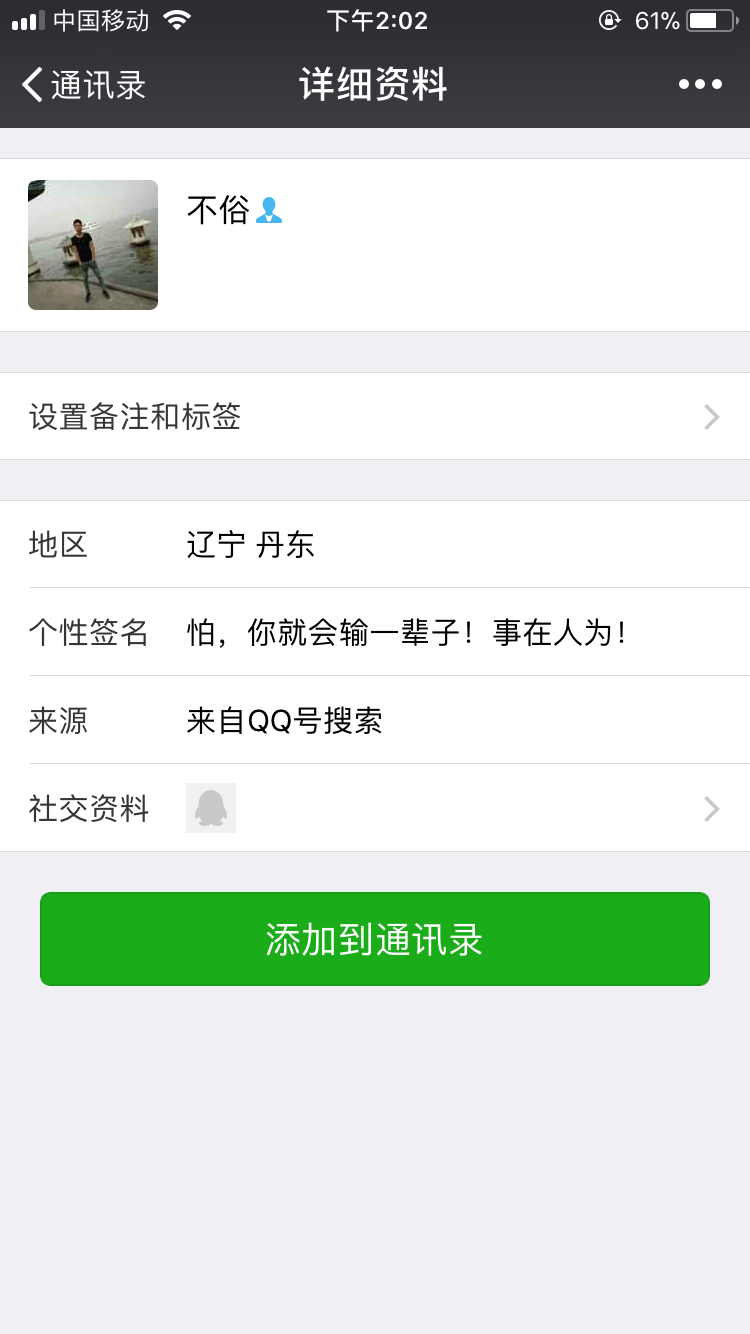 中国移动 下午2:02 61%
通讯录 详细资料
不俗
设置备注和标签
地区 辽宁 丹东
个性签名 怕，你就会输一辈子！事在人为！
来源 来自QQ号搜索
社交资料
添加到通讯录